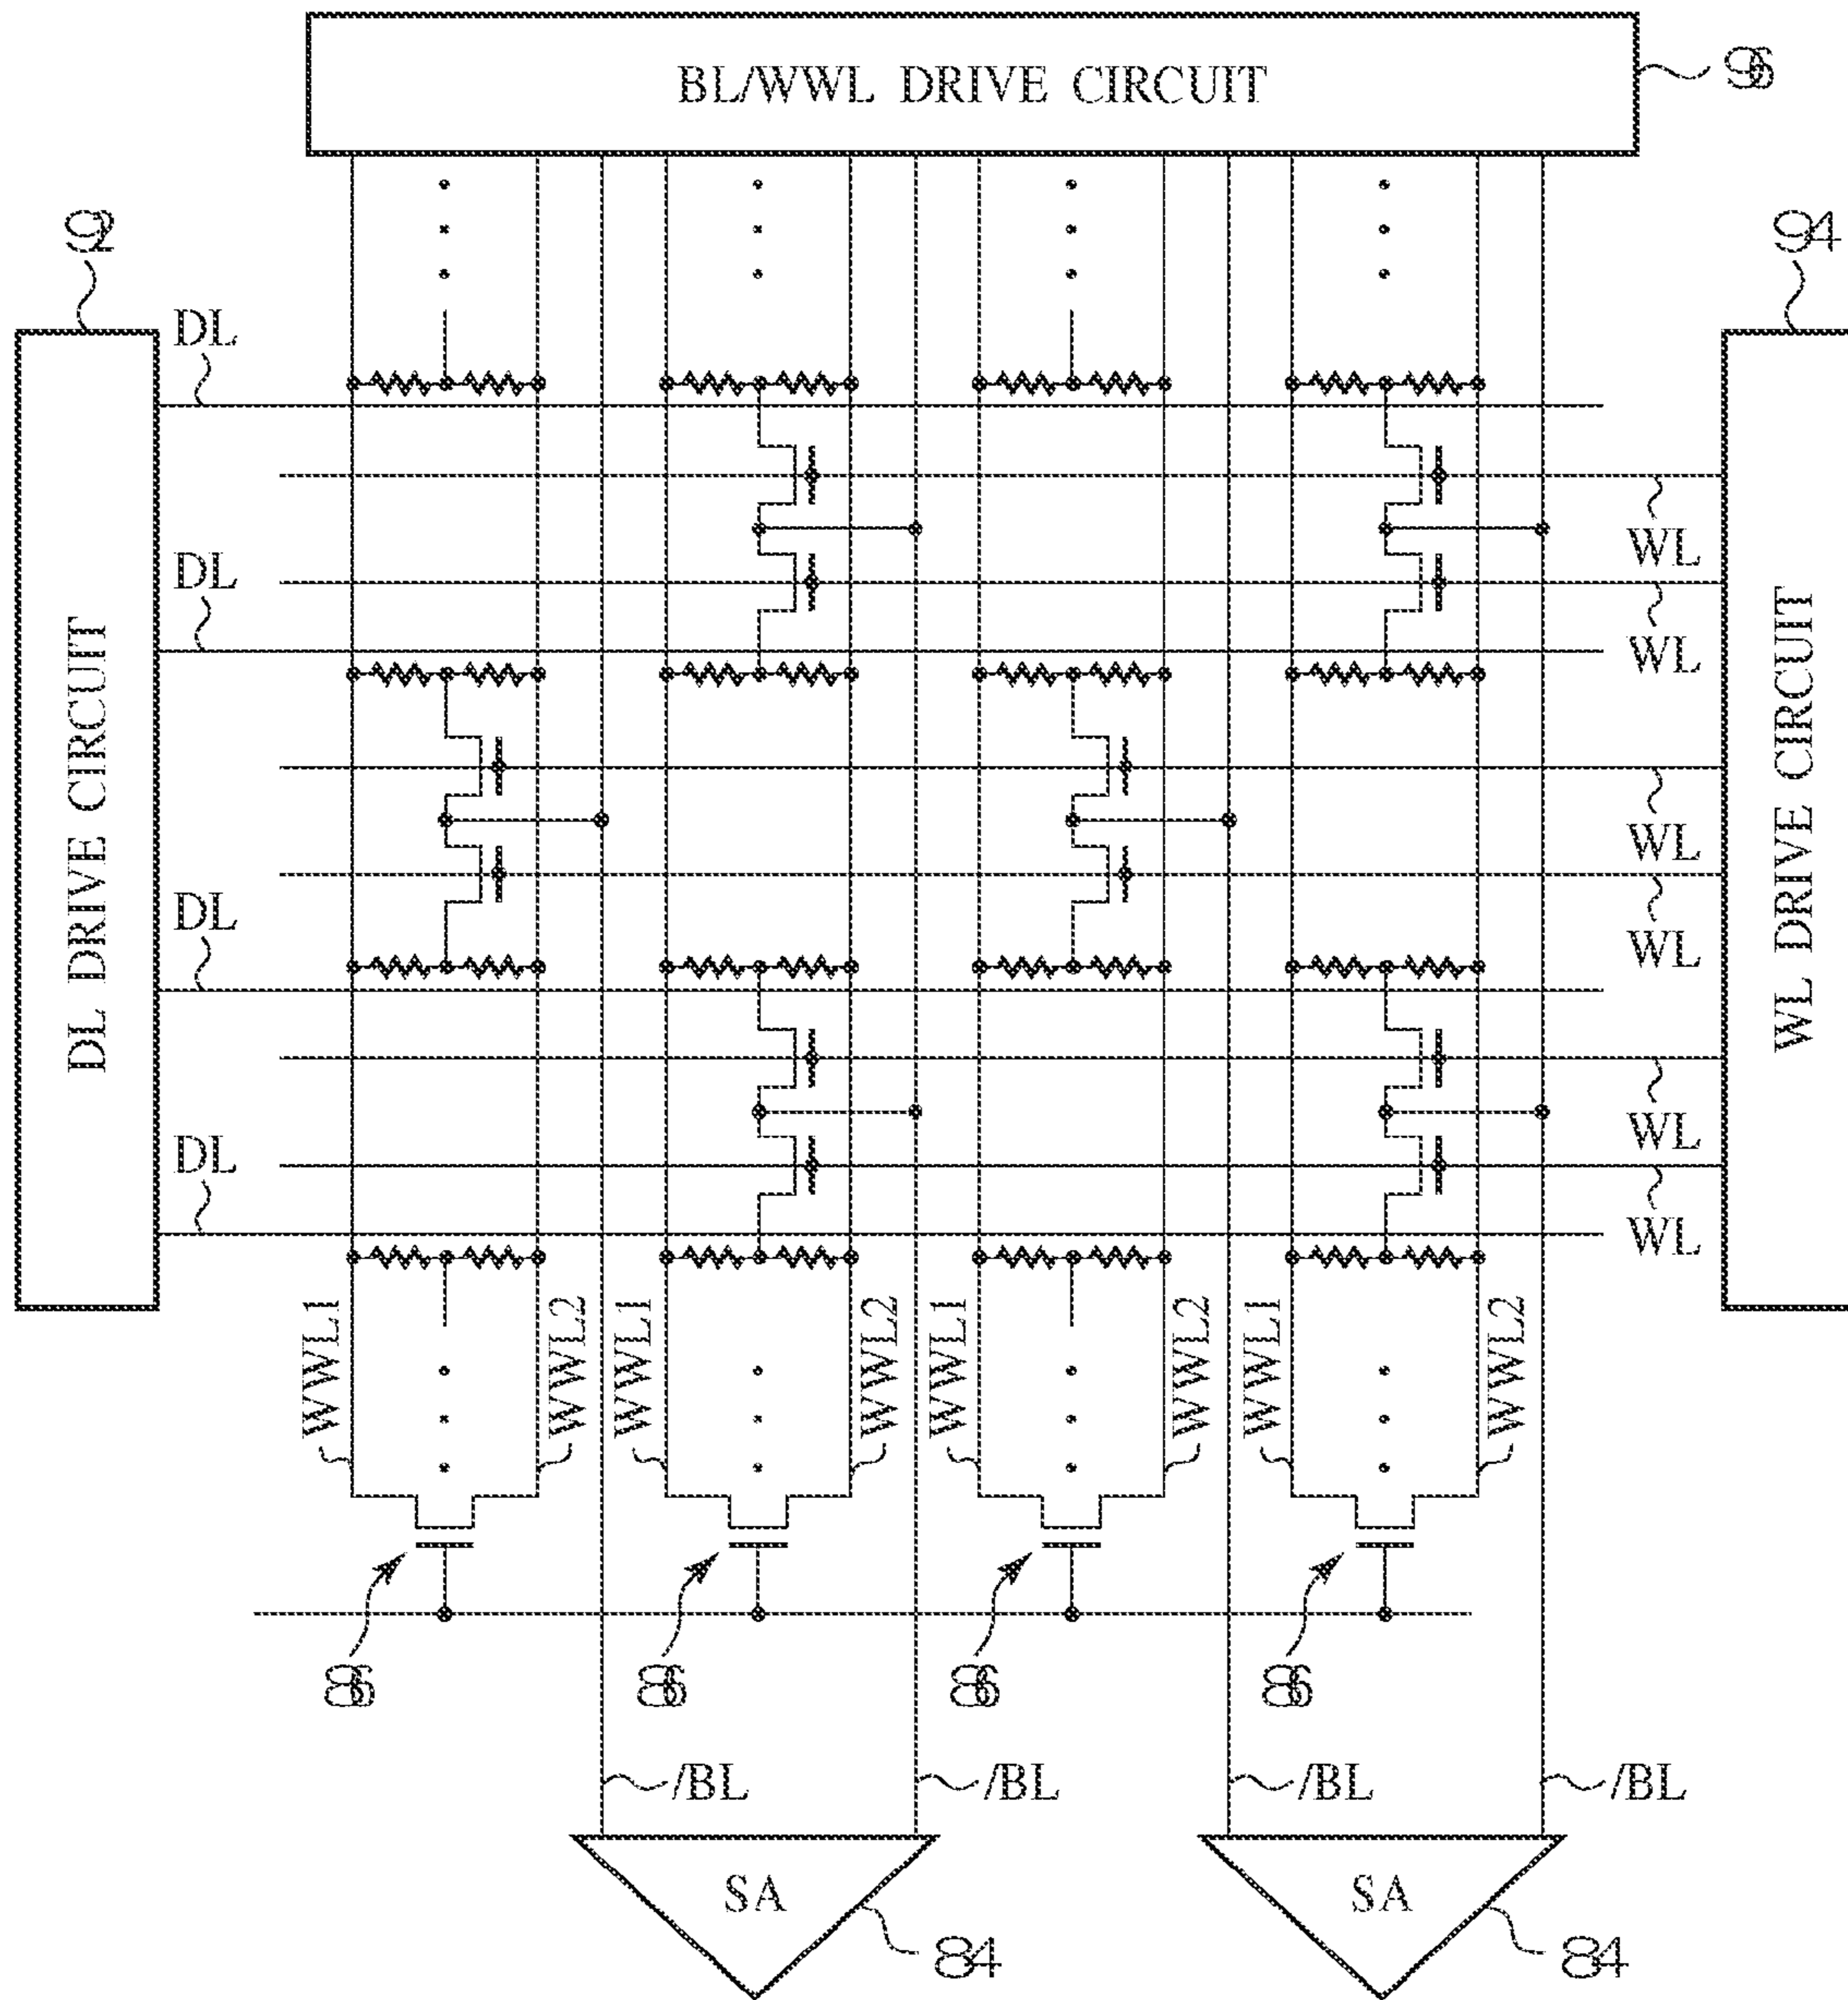 BL/WWL DRIVE CIRCUIT
96
92
94
DL
DL
WL
DL DRIVE CIRCUIT
WL DRIVE CIRCUIT
WL
WL
DL
WL
WL
DL
WL
WWL1
WWL2
WWL1
WWL2
WWL1
WWL2
WWL1
WWL2
86
86
86
86
/BL
/BL
/BL
/BL
SA
SA
84
84